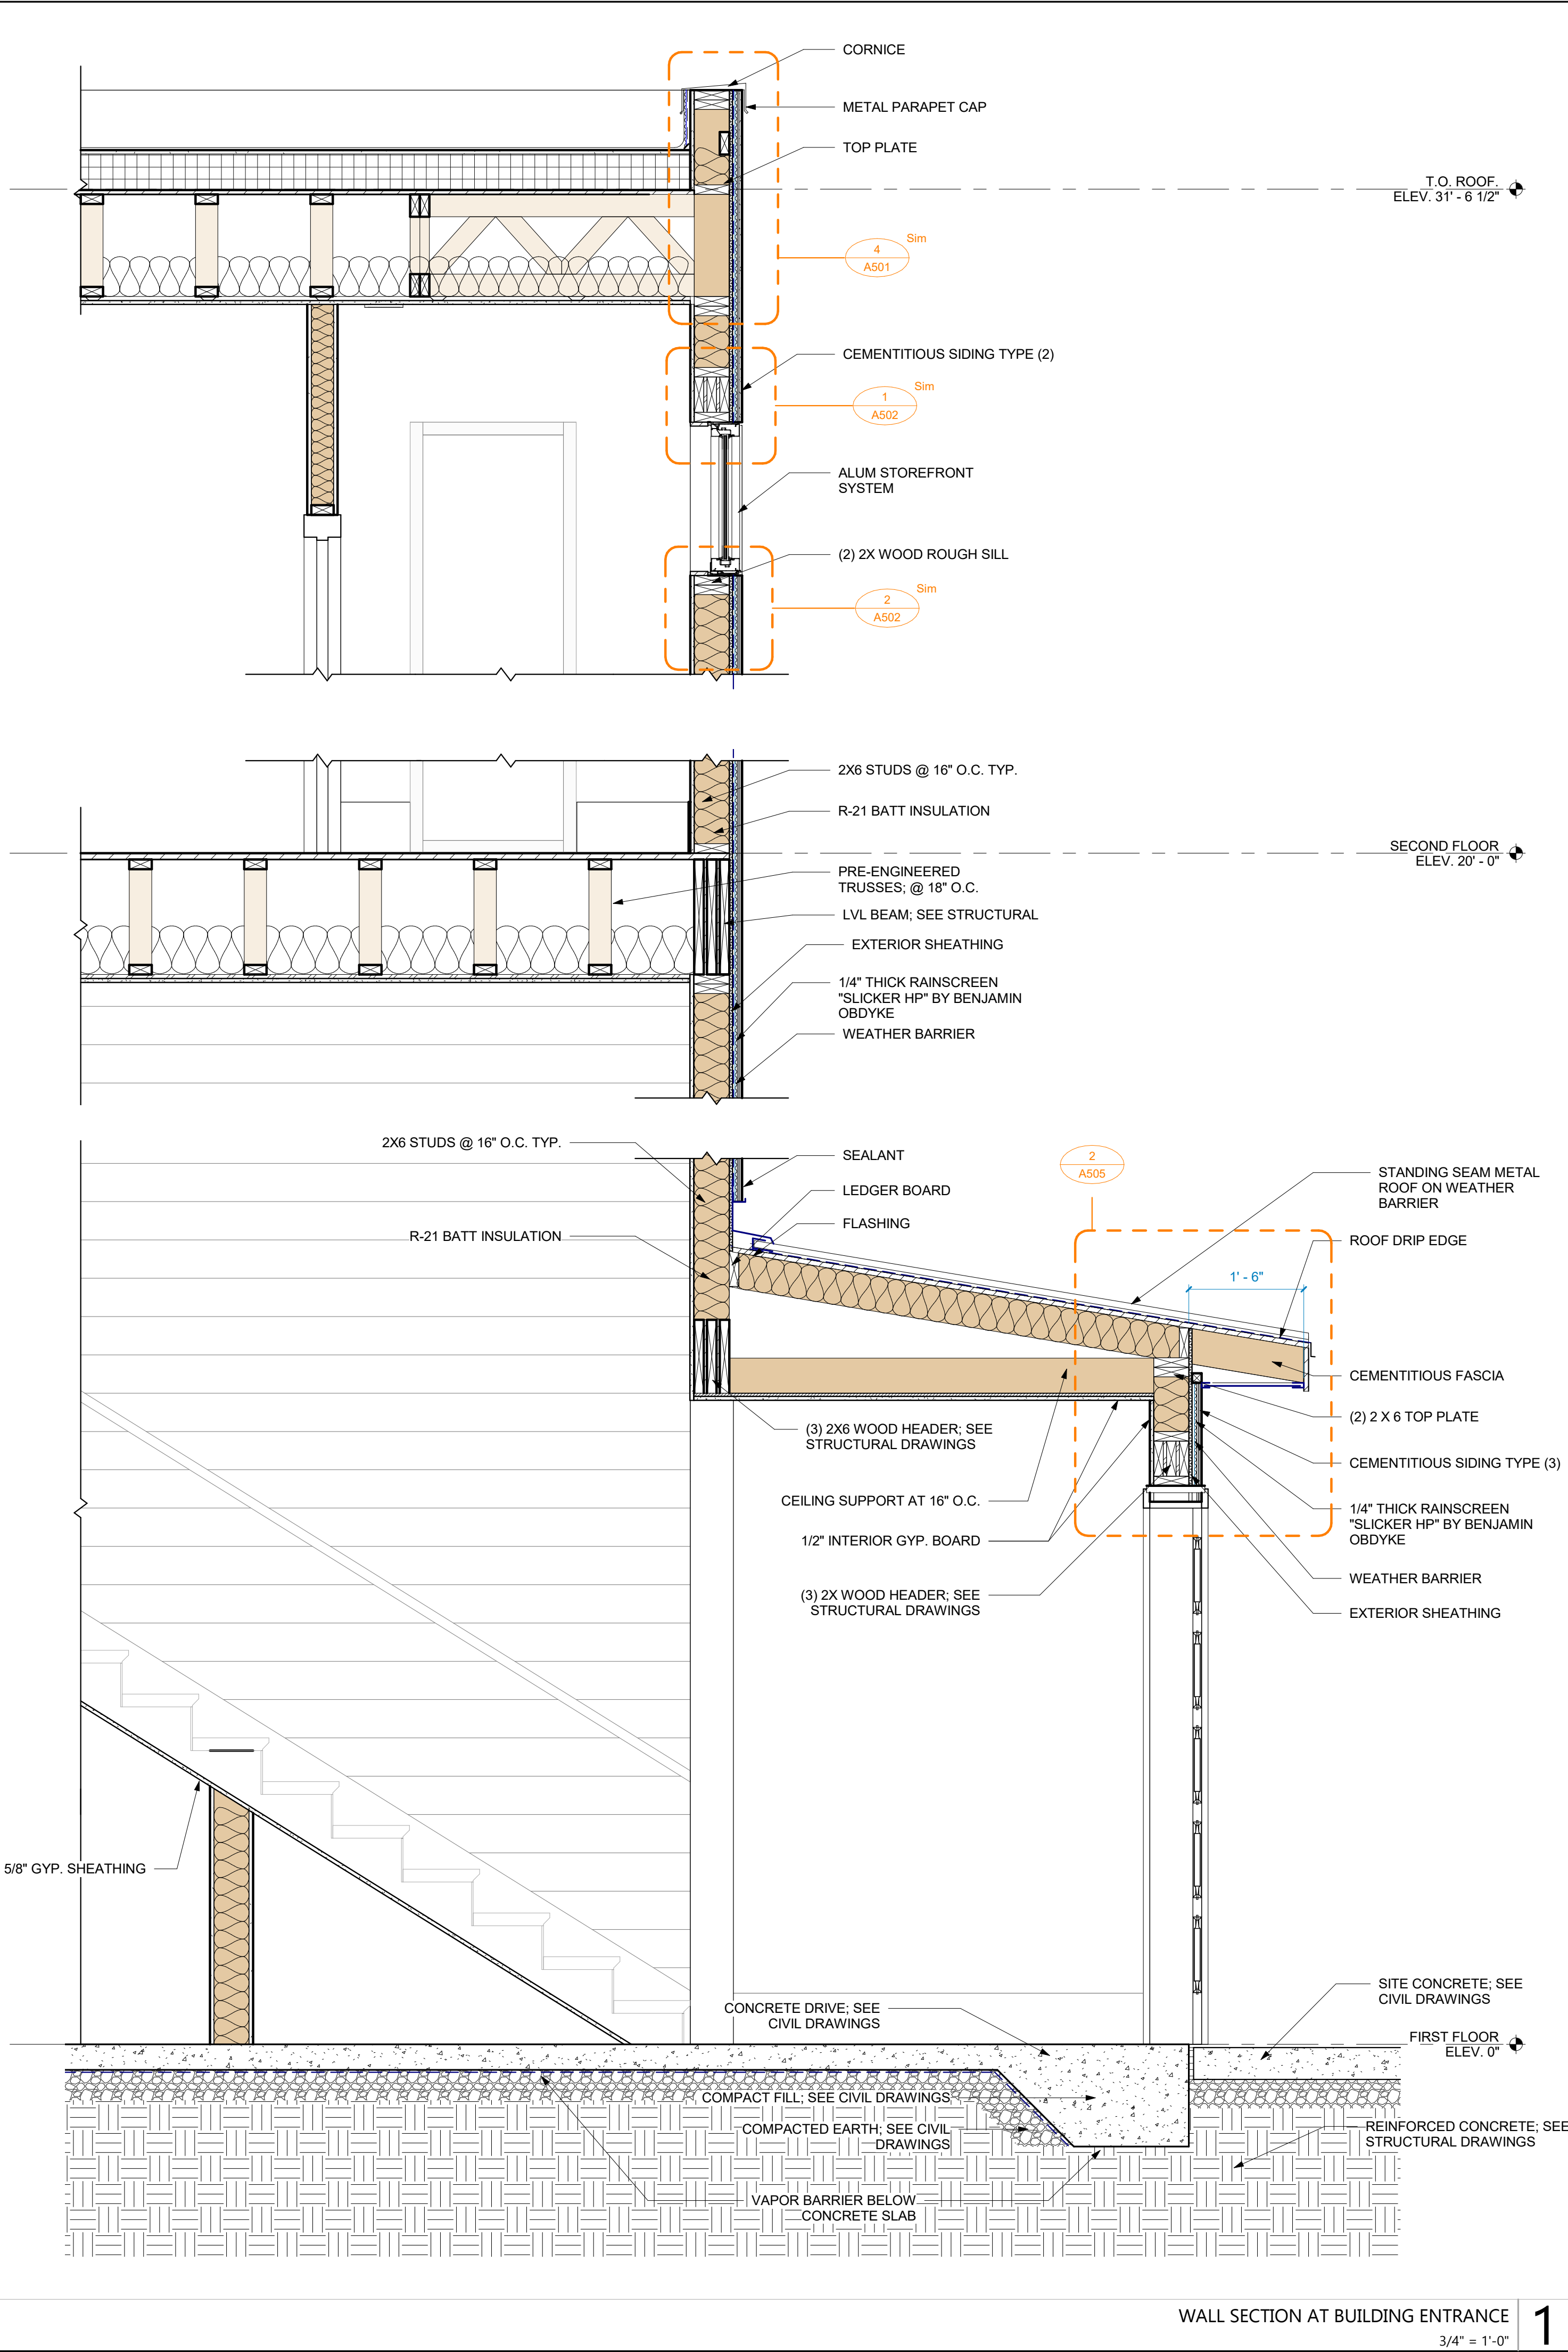 CORNICE
METAL PARAPET CAP
TOP PLATE
T.O. ROOF.
ELEV. 31' - 6 1/2"
Sim
4
A501
CEMENTITIOUS SIDING TYPE (2)
Sim
1
A502
ALUM STOREFRONT
SYSTEM
(2) 2X WOOD ROUGH SILL
Sim
2
A502
2X6 STUDS @ 16" O.C. TYP.
R-21 BATT INSULATION
SECOND FLOOR
ELEV. 20' - 0"
PRE-ENGINEERED
TRUSSES; @ 18" O.C.
LVL BEAM; SEE STRUCTURAL
EXTERIOR SHEATHING
1/4" THICK RAINSCREEN
"SLICKER HP" BY BENJAMIN
OBDYKE
WEATHER BARRIER
2X6 STUDS @ 16" O.C. TYP.
R-21 BATT INSULATION
SEALANT
LEDGER BOARD
FLASHING
2
A505
STANDING SEAM METAL
ROOF ON WEATHER
BARRIER
ROOF DRIP EDGE
1' - 6"
CEMENTITIOUS FASCIA
(2) 2 X 6 TOP PLATE
CEMENTITIOUS SIDING TYPE (3)
1/4" THICK RAINSCREEN
"SLICKER HP" BY BENJAMIN
OBDYKE
WEATHER BARRIER
EXTERIOR SHEATHING
(3) 2X6 WOOD HEADER; SEE
STRUCTURAL DRAWINGS
CEILING SUPPORT AT 16" O.C.
1/2" INTERIOR GYP. BOARD
(3) 2X WOOD HEADER; SEE
STRUCTURAL DRAWINGS
5/8" GYP. SHEATHING
CONCRETE DRIVE; SEE
CIVIL DRAWINGS
SITE CONCRETE; SEE
CIVIL DRAWINGS
FIRST FLOOR
ELEV. 0"
COMPACT FILL; SEE CIVIL DRAWINGS
COMPACTED EARTH; SEE CIVIL
DRAWINGS
REINFORCED CONCRETE; SEE
STRUCTURAL DRAWINGS
VAPOR BARRIER BELOW
CONCRETE SLAB
WALL SECTION AT BUILDING ENTRANCE
3/4" = 1'-0"
1